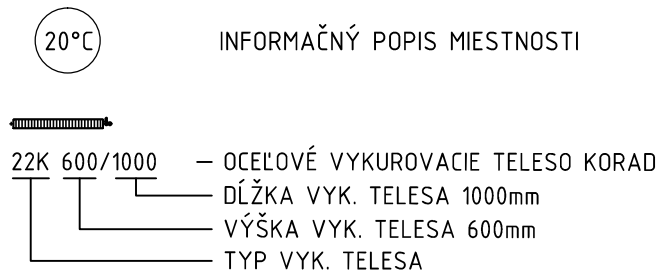 20°C INFORMAČNÝ POPIS MIESTNOSTI
22K 600/1000 – OCEĽOVÉ VYKUROVACIE TELESO KORAD
DĹŽKA VYK. TELESA 1000mm
VÝŠKA VYK. TELESA 600mm
TYP VYK. TELESA